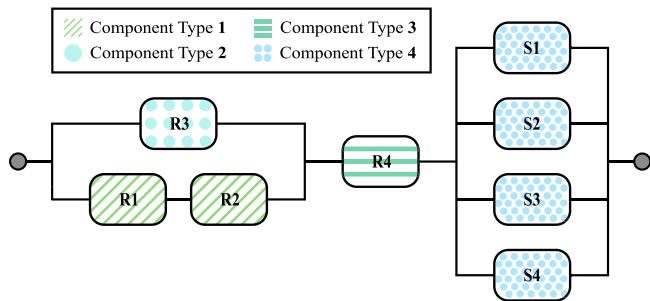 Component Type 1
Component Type 3
Component Type 2
Component Type 4
S1
R3
S2
R4
R1
R2
S3
S4